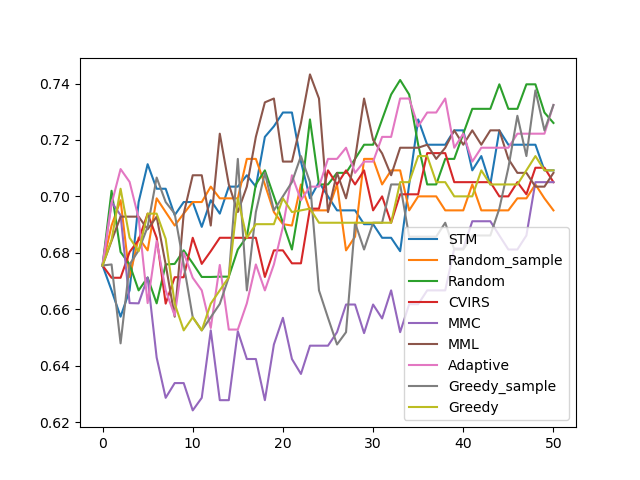 0.74
0.72
0.70
0.68
0.66
0.64
0.62
0
10
20
30
40
50
STM
Random_sample
Random
CVIRS
MMC
MML
Adaptive
Greedy_sample
Greedy